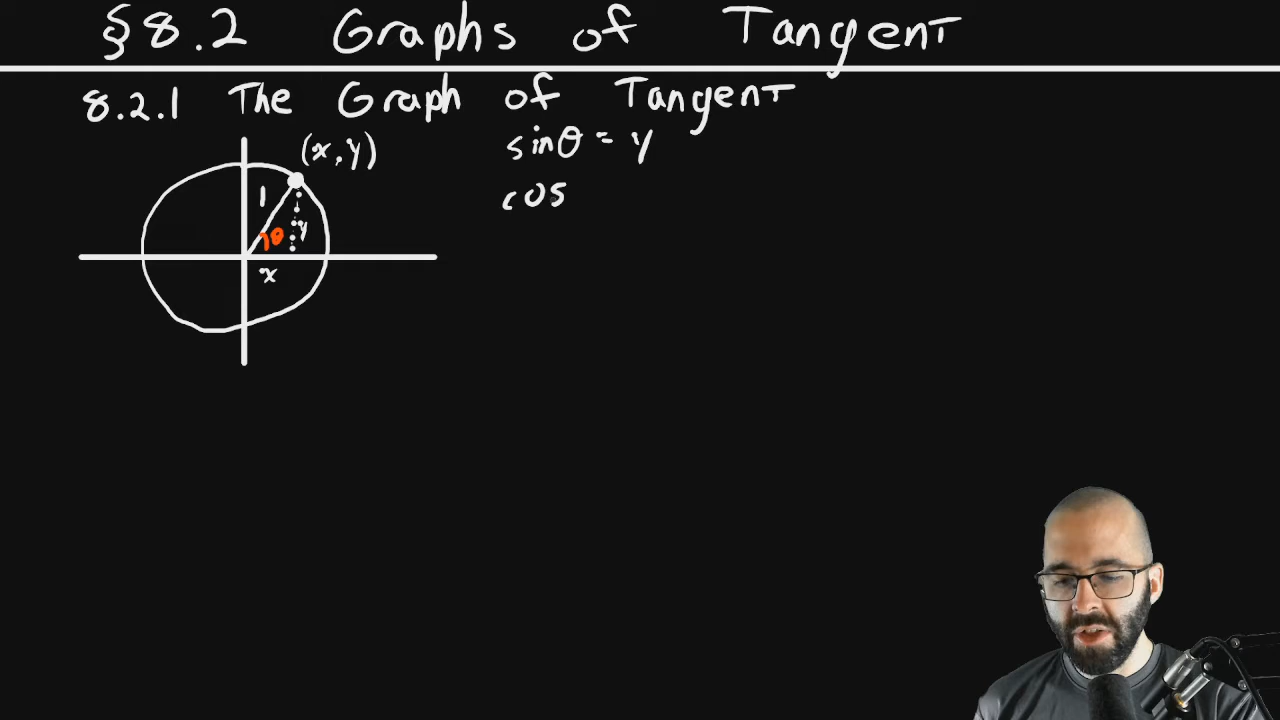 §8.2 Graphs of Tangent
8.2.1 The Graph of Tangent
(x,y)
sinθ = y
1
cos
θ
y
x